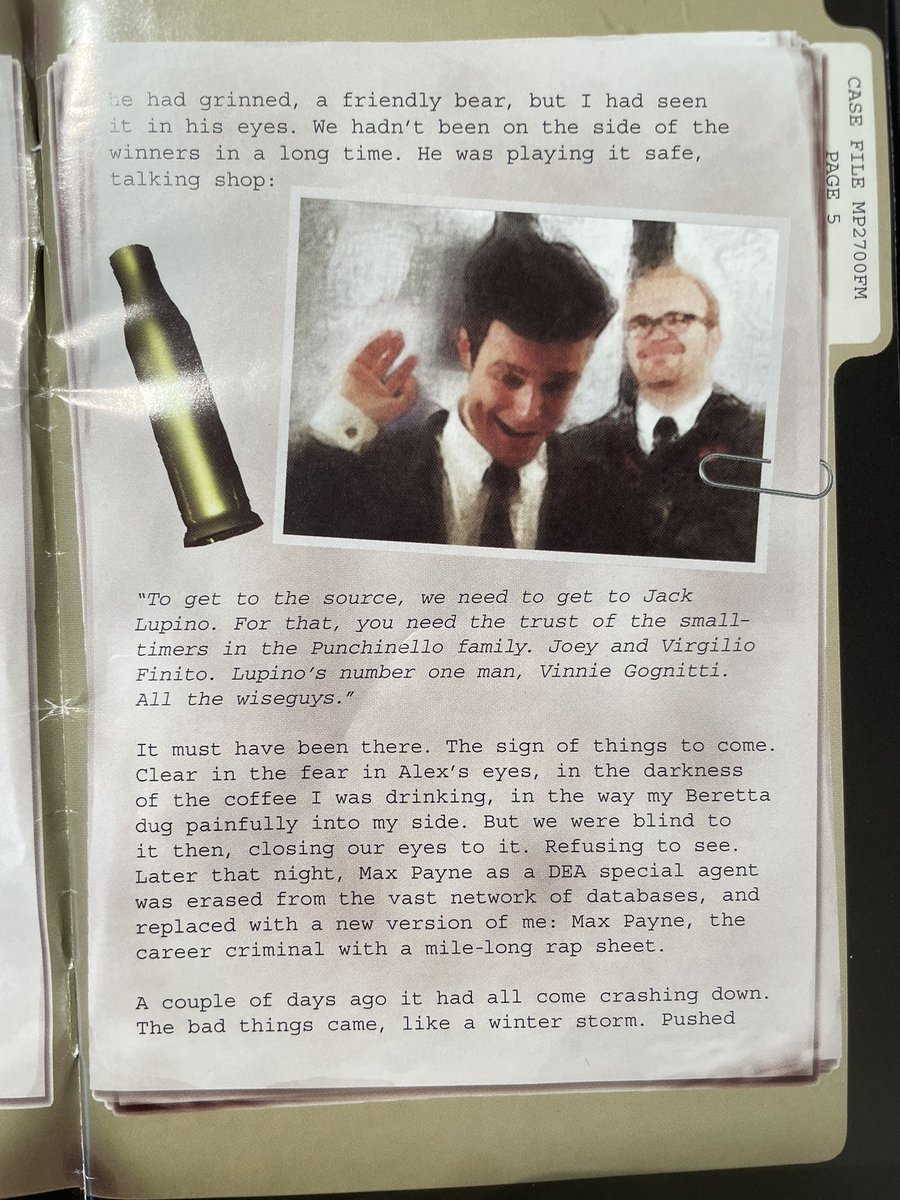 he had grinned, a friendly bear, but I had seen
it in his eyes. We hadn't been on the side of the
winners in a long time. He was playing it safe,
talking shop:
"To get to the source, we need to get to Jack
Lupino. For that, you need the trust of the small-
timers in the Punchinello family. Joey and Virgilio
Finito. Lupino's number one man, Vinnie Gognitti.
All the wiseguys."
It must have been there. The sign of things to come.
Clear in the fear in Alex's eyes, in the darkness
of the coffee I was drinking, in the way my Beretta
dug painfully into my side. But we were blind to
it then, closing our eyes to it. Refusing to see.
Later that night, Max Payne as a DEA special agent
was erased from the vast network of databases, and
replaced with a new version of me: Max Payne, the
career criminal with a mile-long rap sheet.
A couple of days ago it had all come crashing down.
The bad things came, like a winter storm. Pushed
CASE FILE MP2700FM
PAGE 5